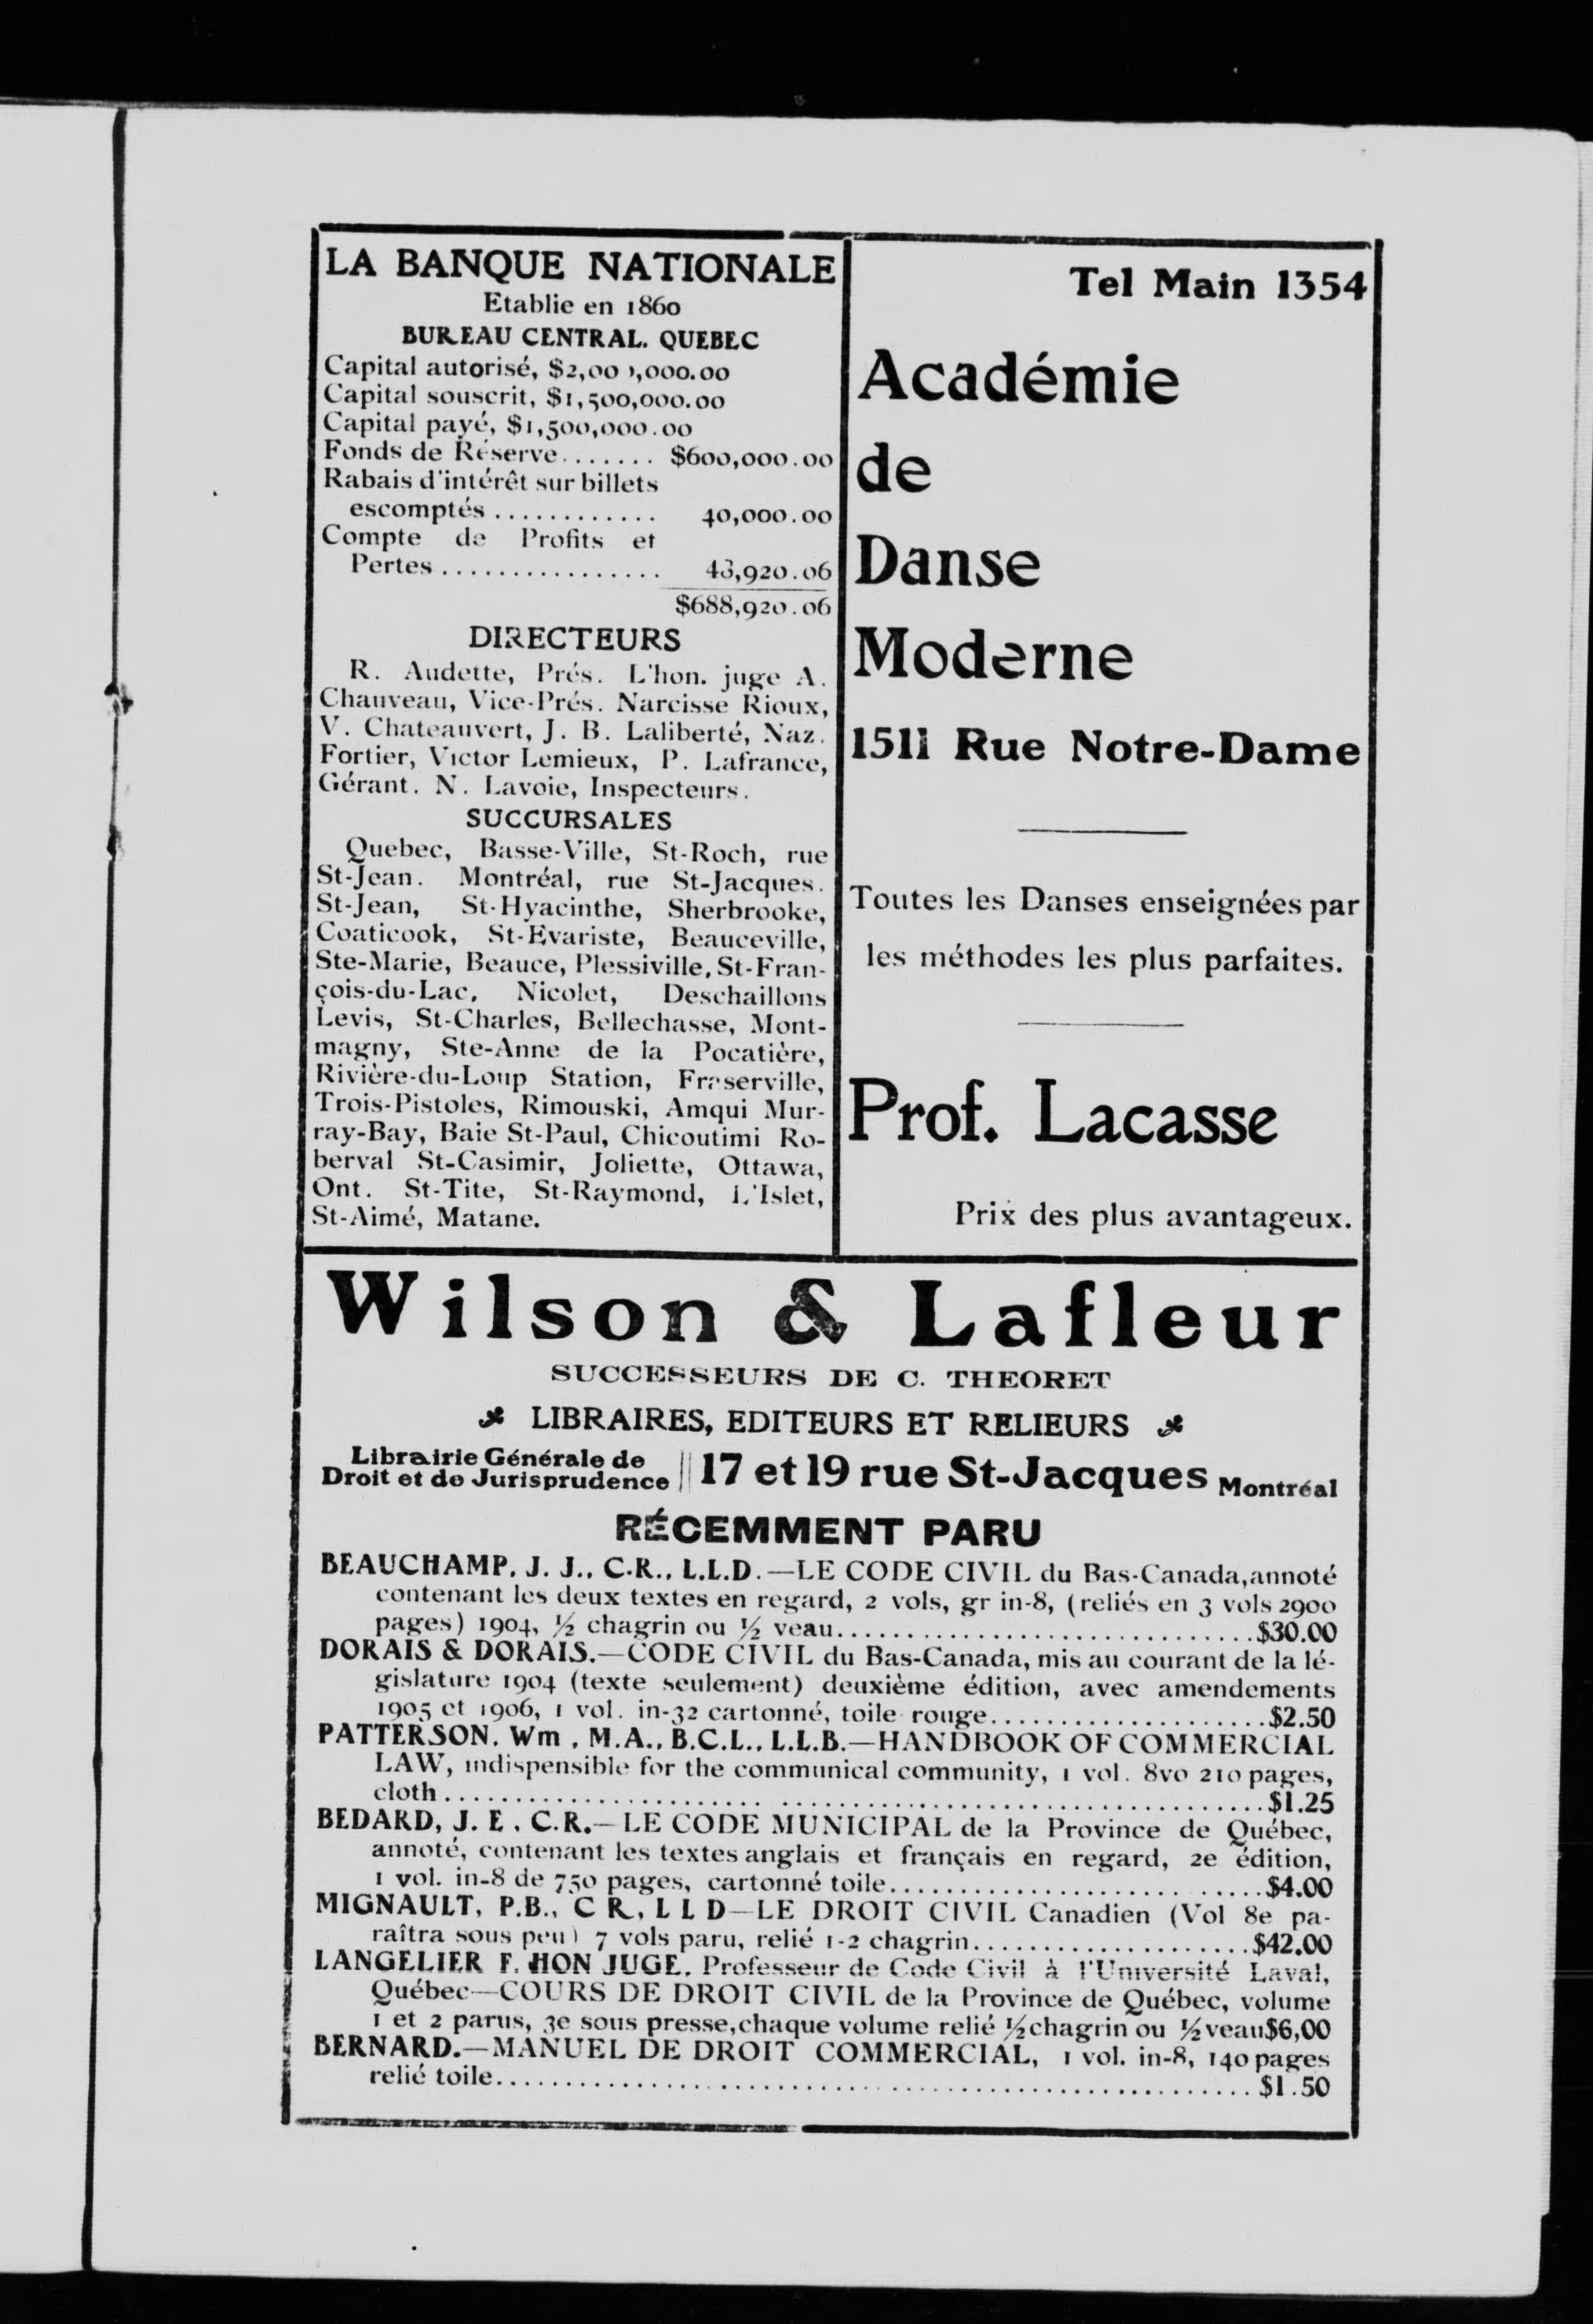 LA BANQUE NATIONALE
Etablie en 1860
BUREAU CENTRAL. QUEBEC
Capital autorisé, $2,000,000.00
Capital souscrit, $1,500,000.00
Capital payé, $1,500,000.00
Fonds de Réserve....... $600,000.00
Rabais d'intérêt sur billets
escomptés ............ 40,000.00
Compte de Profits et
Pertes ................ 48,920.06
$688,920.06
DIRECTEURS
R. Audette, Prés. L'hon. juge A.
Chauveau, Vice-Prés. Narcisse Rioux,
V. Chateauvert, J. B. Laliberté, Naz.
Fortier, Victor Lemieux, P. Lafrance,
Gérant. N. Lavoie, Inspecteurs.
SUCCURSALES
Quebec, Basse-Ville, St-Roch, rue
St-Jean. Montréal, rue St-Jacques.
St-Jean, St-Hyacinthe, Sherbrooke,
Coaticook, St-Evariste, Beauceville,
Ste-Marie, Beauce, Plessiville, St-Fran-
çois-du-Lac, Nicolet, Deschaillons
Levis, St-Charles, Bellechasse, Mont-
magny, Ste-Anne de la Pocatière,
Rivière-du-Loup Station, Fraserville,
Trois-Pistoles, Rimouski, Amqui Mur-
ray-Bay, Baie St-Paul, Chicoutimi Ro-
berval St-Casimir, Joliette, Ottawa,
Ont. St-Tite, St-Raymond, L'Islet,
St-Aimé, Matane.
Tel Main 1354
Académie
de
Danse
Moderne
1511 Rue Notre-Dame
Toutes les Danses enseignées par
les méthodes les plus parfaites.
Prof. Lacasse
Prix des plus avantageux.
Wilson & Lafleur
SUCCESSEURS DE C. THEORET
LIBRAIRES, EDITEURS ET RELIEURS
Librairie Générale de
Droit et de Jurisprudence || 17 et 19 rue St-Jacques Montréal
RÉCEMMENT PARU
BEAUCHAMP, J. J., C.R., L.L.D.—LE CODE CIVIL du Bas-Canada, annoté
contenant les deux textes en regard, 2 vols, gr in-8, (reliés en 3 vols 2900
pages) 1904, ½ chagrin ou ½ veau..............................$30.00
DORAIS & DORAIS.—CODE CIVIL du Bas-Canada, mis au courant de la lé-
gislature 1904 (texte seulement) deuxième édition, avec amendements
1905 et 1906, 1 vol. in-32 cartonné, toile rouge....................$2.50
PATTERSON. Wm , M.A., B.C.L., L.L.B.—HANDBOOK OF COMMERCIAL
LAW, indispensible for the communical community, 1 vol. 8vo 210 pages,
cloth ..........................................................$1.25
BEDARD, J. E , C.R.—LE CODE MUNICIPAL de la Province de Québec,
annoté, contenant les textes anglais et français en regard, 2e édition,
1 vol. in-8 de 750 pages, cartonné toile..........................$4.00
MIGNAULT, P.B., C R, L L D—LE DROIT CIVIL Canadien (Vol 8e pa-
raîtra sous peu) 7 vols paru, relié 1-2 chagrin....................$42.00
LANGELIER F. HON JUGE. Professeur de Code Civil à l'Université Laval,
Québec—COURS DE DROIT CIVIL de la Province de Québec, volume
1 et 2 parus, 3e sous presse, chaque volume relié ½ chagrin ou ½ veau $6,00
BERNARD.—MANUEL DE DROIT COMMERCIAL, 1 vol. in-8, 140 pages
relié toile......................................................$1.50